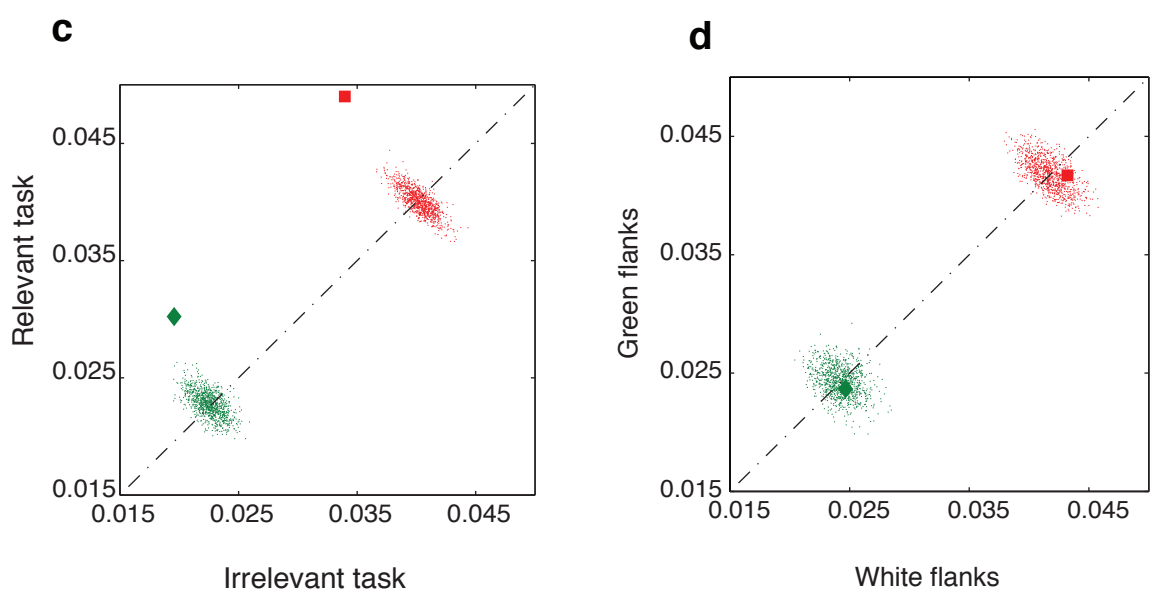 c
0.045
0.035
0.025
0.015
Relevant task
0.015 0.025 0.035 0.045
Irrelevant task
d
0.045
0.035
0.025
0.015
Green flanks
0.015 0.025 0.035 0.045
White flanks